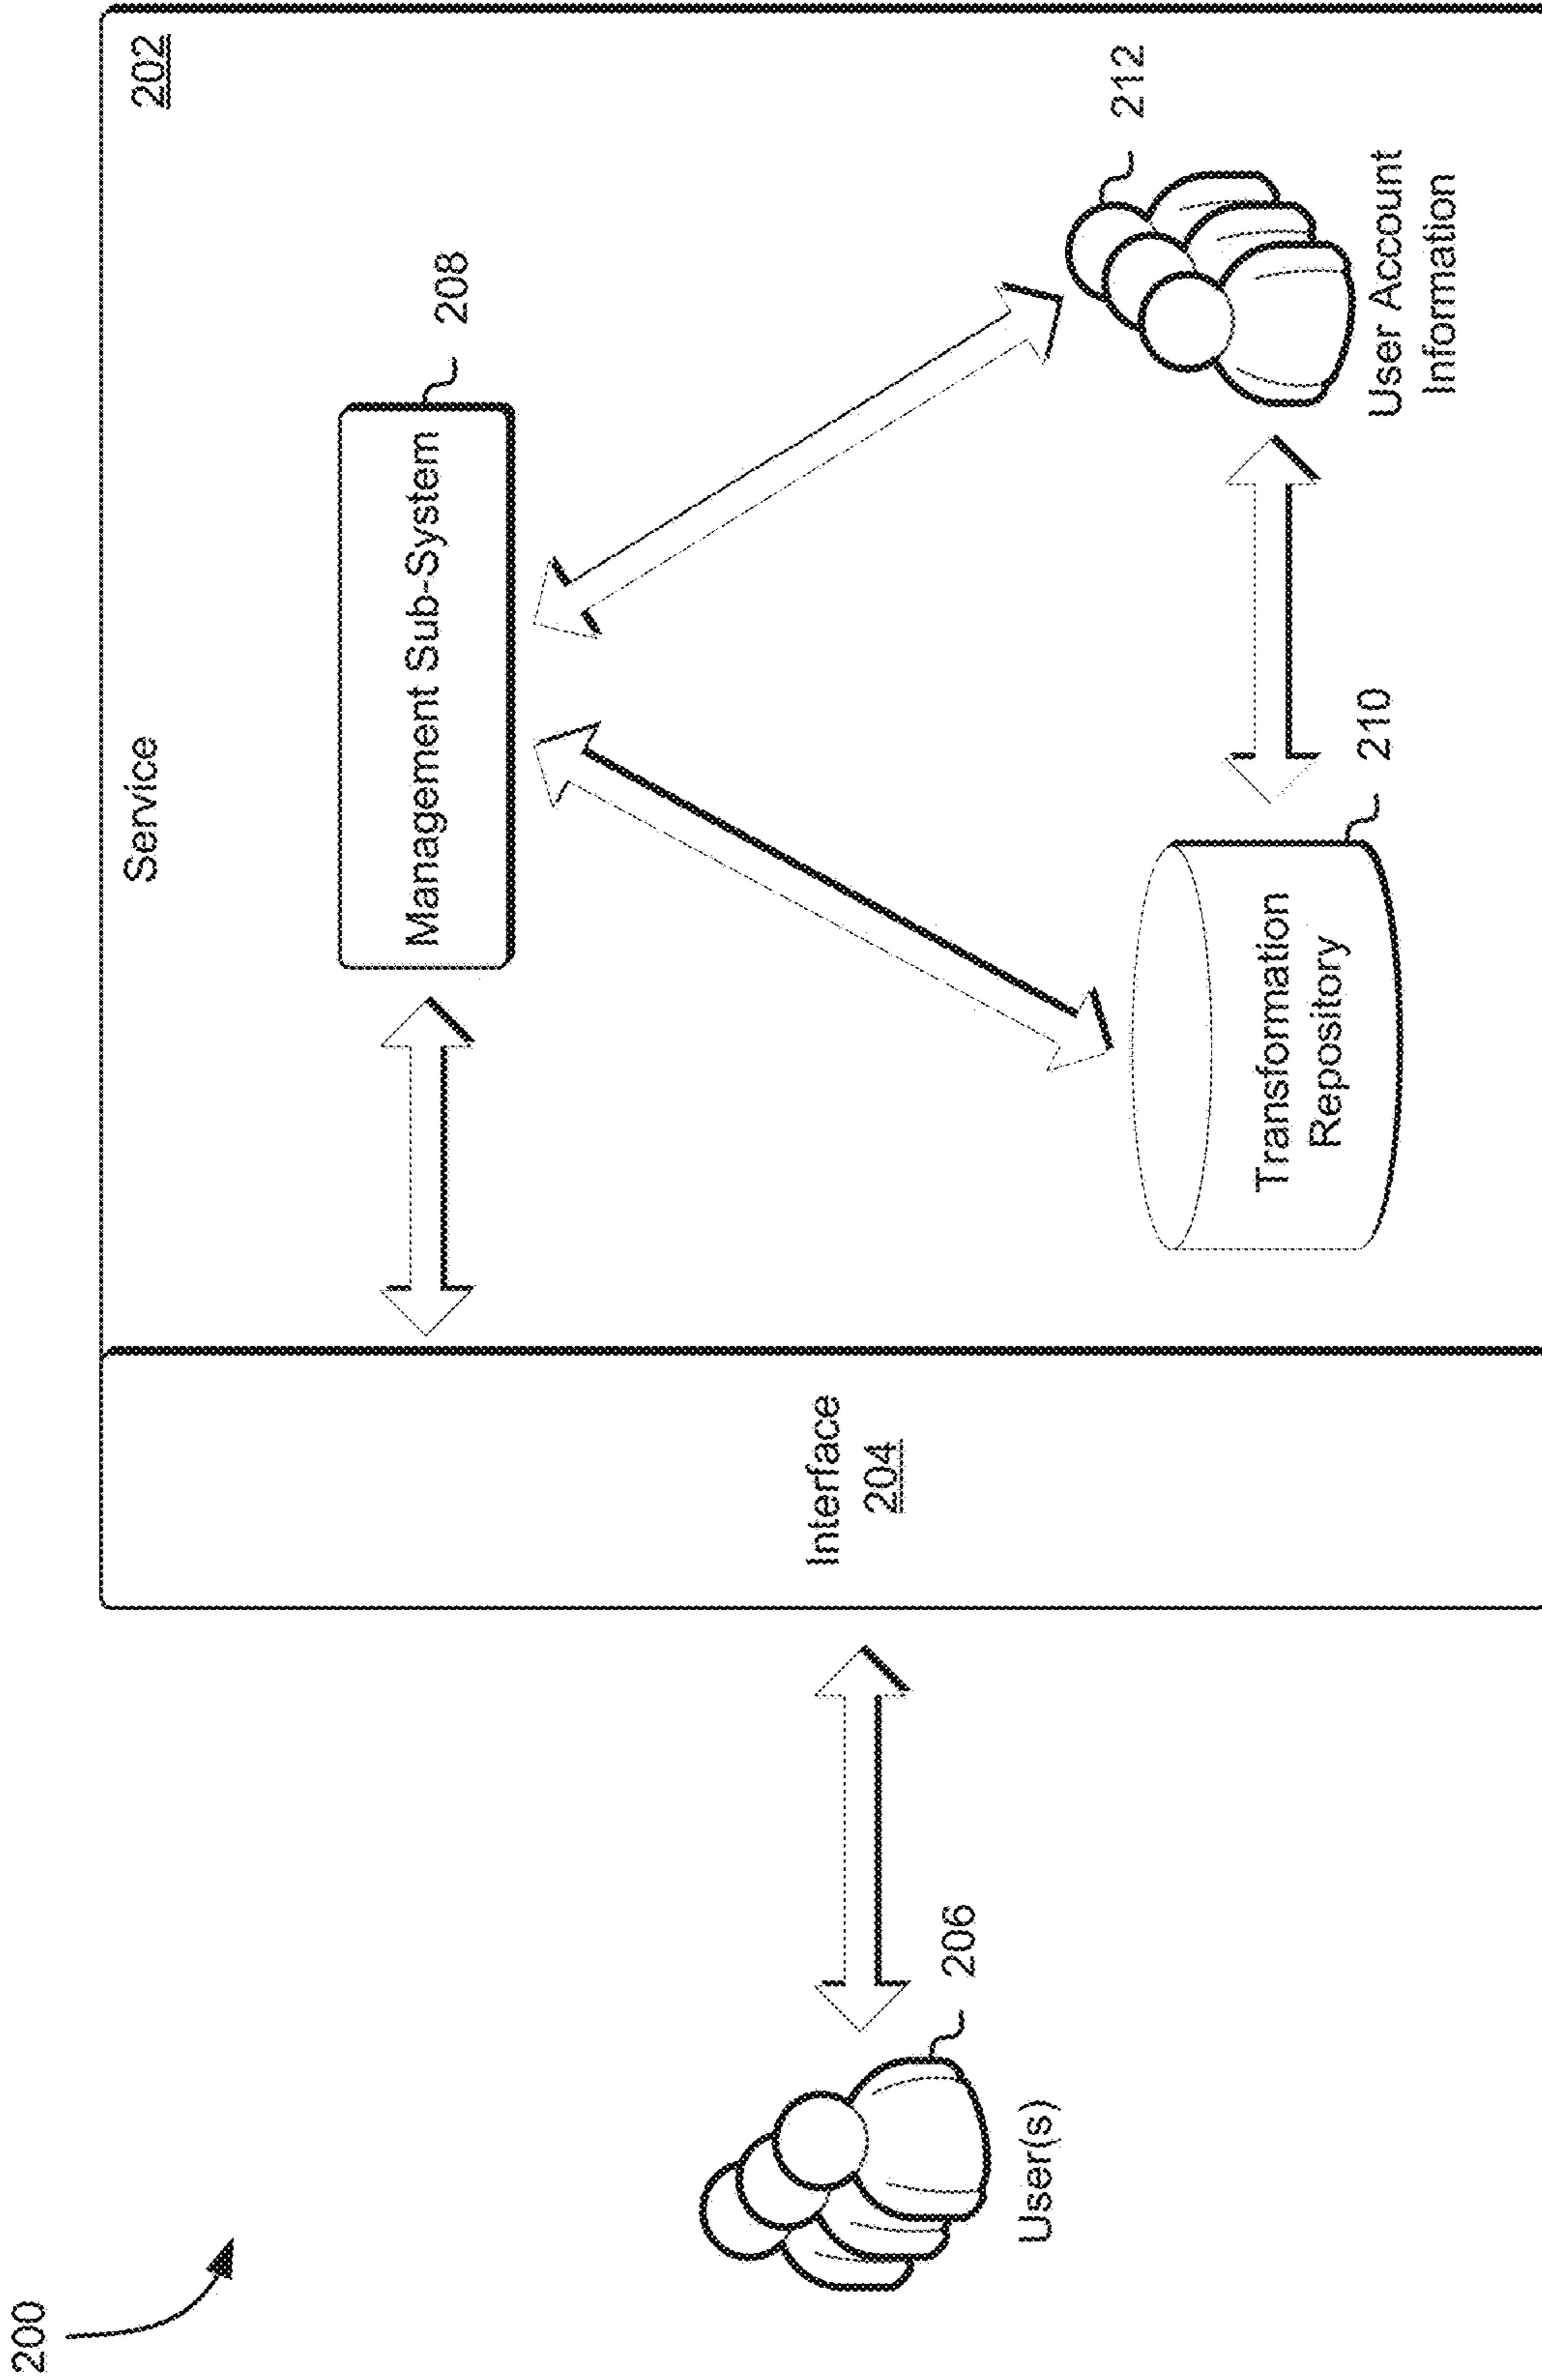 200
Service
202
Management Sub-System
208
Interface
204
206
User(s)
Transformation
Repository
210
212
User Account
Information